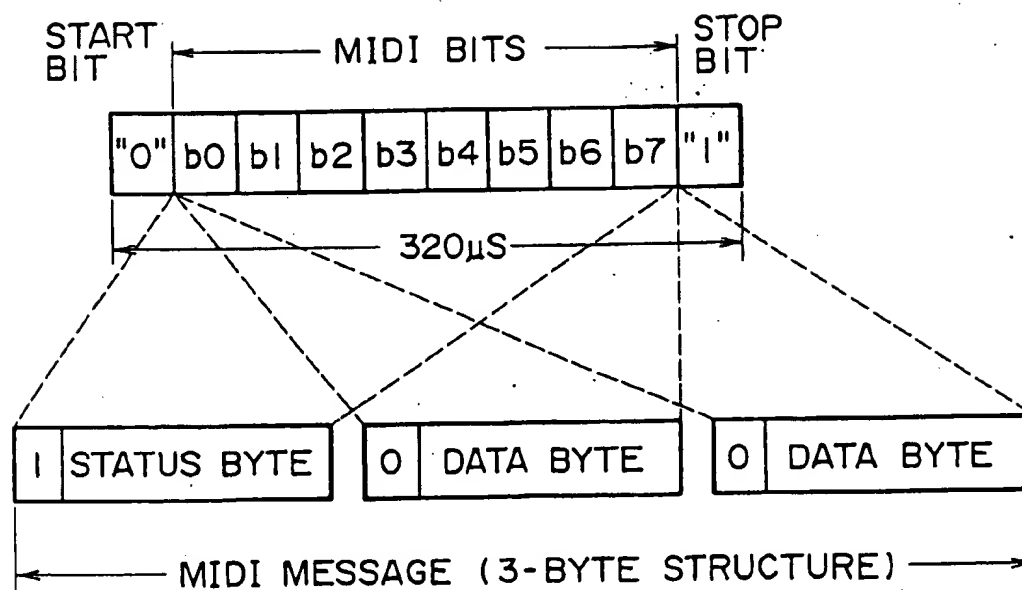 START BIT
MIDI BITS
STOP BIT
"0" b0 b1 b2 b3 b4 b5 b6 b7 "1"
320μS
1 STATUS BYTE 0 DATA BYTE 0 DATA BYTE
MIDI MESSAGE (3-BYTE STRUCTURE)